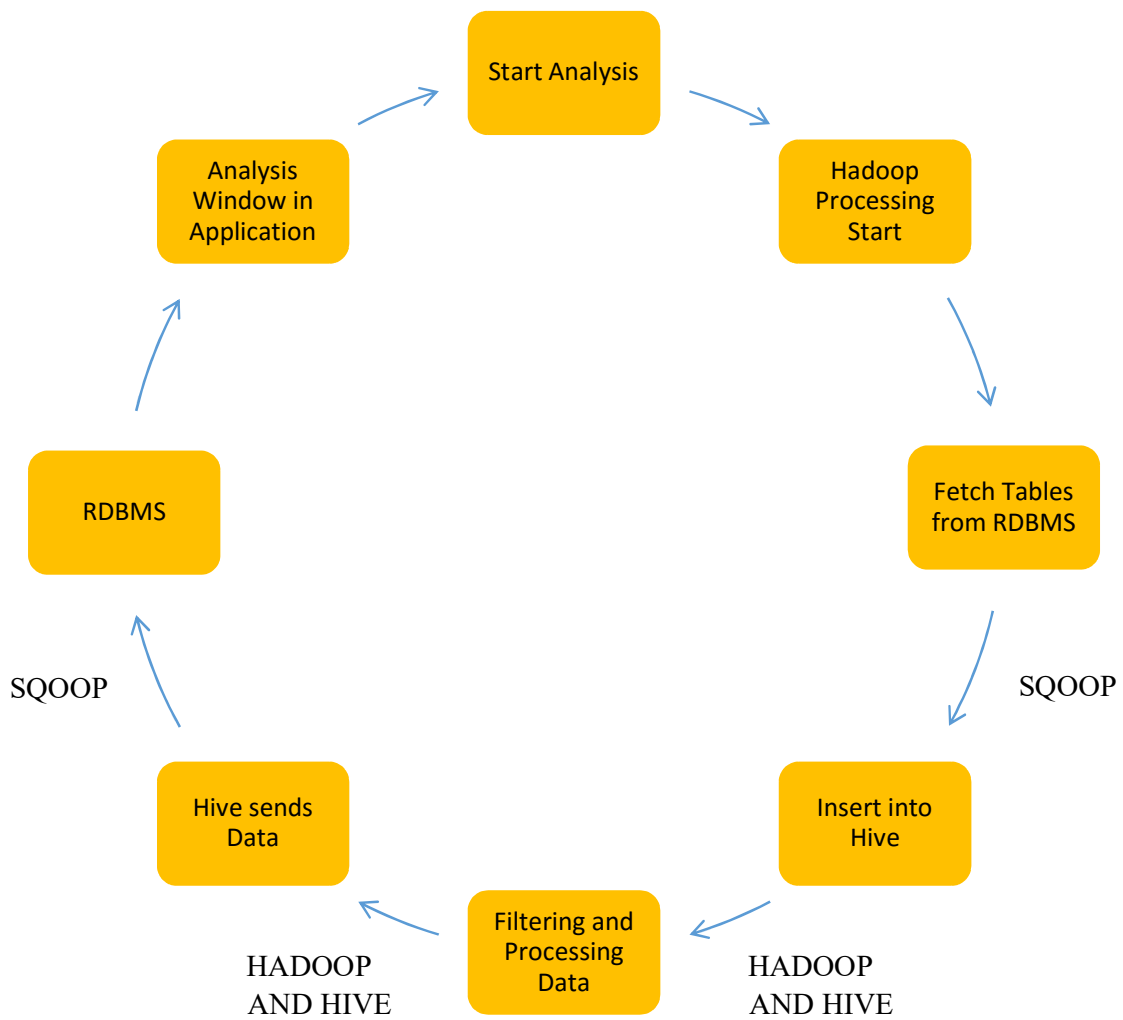 Start Analysis
Hadoop
Processing
Start
Fetch Tables
from RDBMS
SQOOP
Insert into
Hive
HADOOP
AND HIVE
Filtering and
Processing
Data
HADOOP
AND HIVE
Hive sends
Data
SQOOP
RDBMS
Analysis
Window in
Application